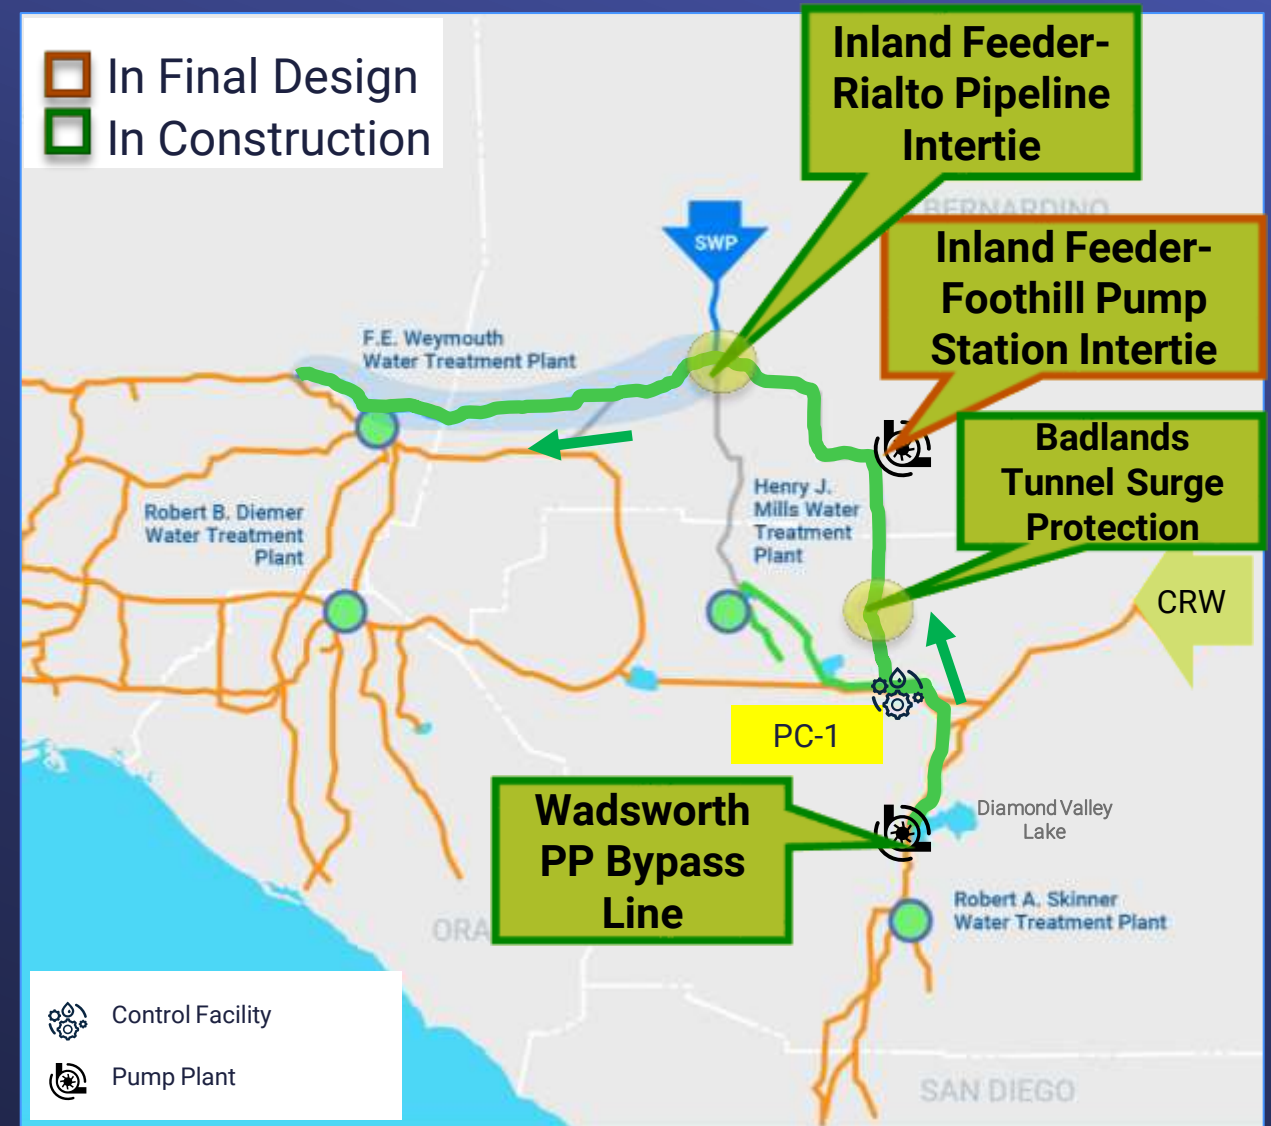 In Final Design
In Construction
Inland Feeder-
Rialto Pipeline
Intertie
BERNARDINO
SWP
Inland Feeder-
Foothill Pump
Station Intertie
F.E. Weymouth
Water Treatment Plant
Badlands
Tunnel Surge
Protection
Henry J.
Mills Water
Treatment
Plant
Robert B. Diemer
Water Treatment
Plant
CRW
PC-1
Wadsworth
PP Bypass
Line
Diamond Valley
Lake
Robert A. Skinner
Water Treatment Plant
ORA
Control Facility
Pump Plant
SAN DIEGO